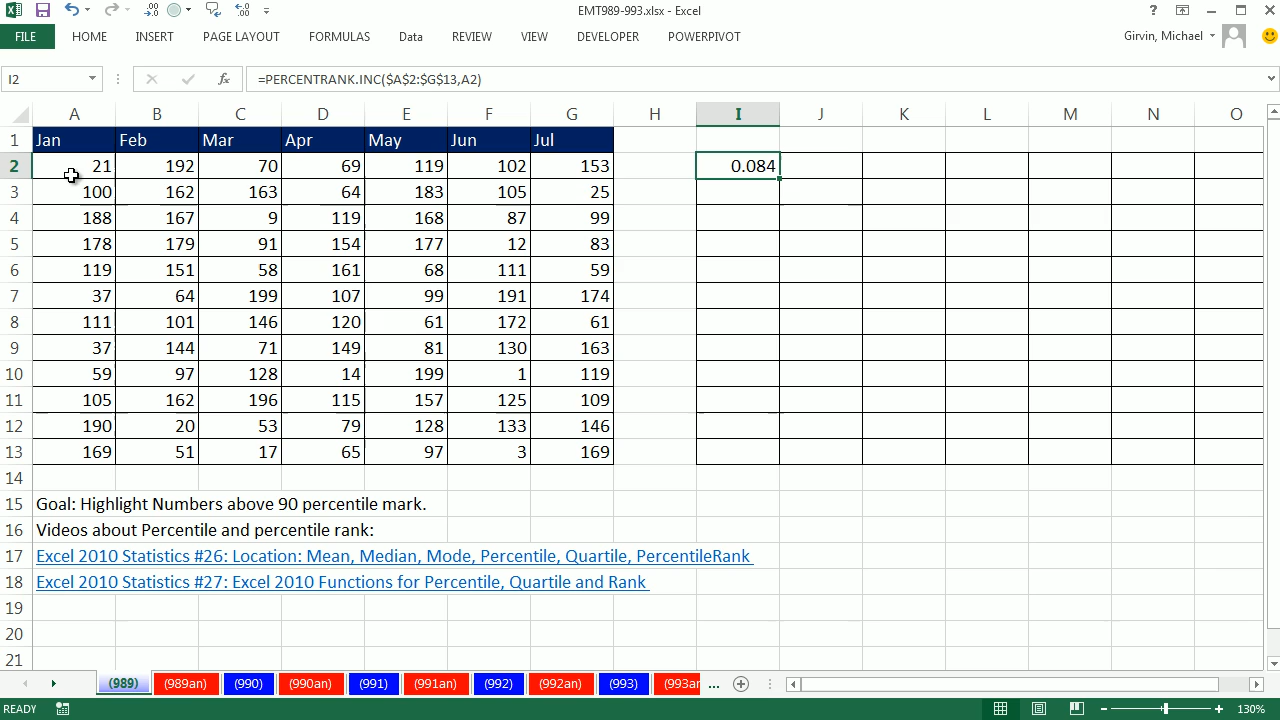 EMT989-993.xlsx - Excel
FILE HOME INSERT PAGE LAYOUT FORMULAS Data REVIEW VIEW DEVELOPER POWERPIVOT Girvin, Michael
I2 fx =PERCENTRANK.INC($A$2:$G$13,A2)
A B C D E F G H I J K L M N O
1 Jan Feb Mar Apr May Jun Jul
2 21 192 70 69 119 102 153 0.084
3 100 162 163 64 183 105 25
4 188 167 9 119 168 87 99
5 178 179 91 154 177 12 83
6 119 151 58 161 68 111 59
7 37 64 199 107 99 191 174
8 111 101 146 120 61 172 61
9 37 144 71 149 81 130 163
10 59 97 128 14 199 1 119
11 105 162 196 115 157 125 109
12 190 20 53 79 128 133 146
13 169 51 17 65 97 3 169
14
15 Goal: Highlight Numbers above 90 percentile mark.
16 Videos about Percentile and percentile rank:
17 Excel 2010 Statistics #26: Location: Mean, Median, Mode, Percentile, Quartile, PercentileRank
18 Excel 2010 Statistics #27: Excel 2010 Functions for Percentile, Quartile and Rank
19
20
21
(989) (989an) (990) (990an) (991) (991an) (992) (992an) (993) (993ar ...
READY 130%